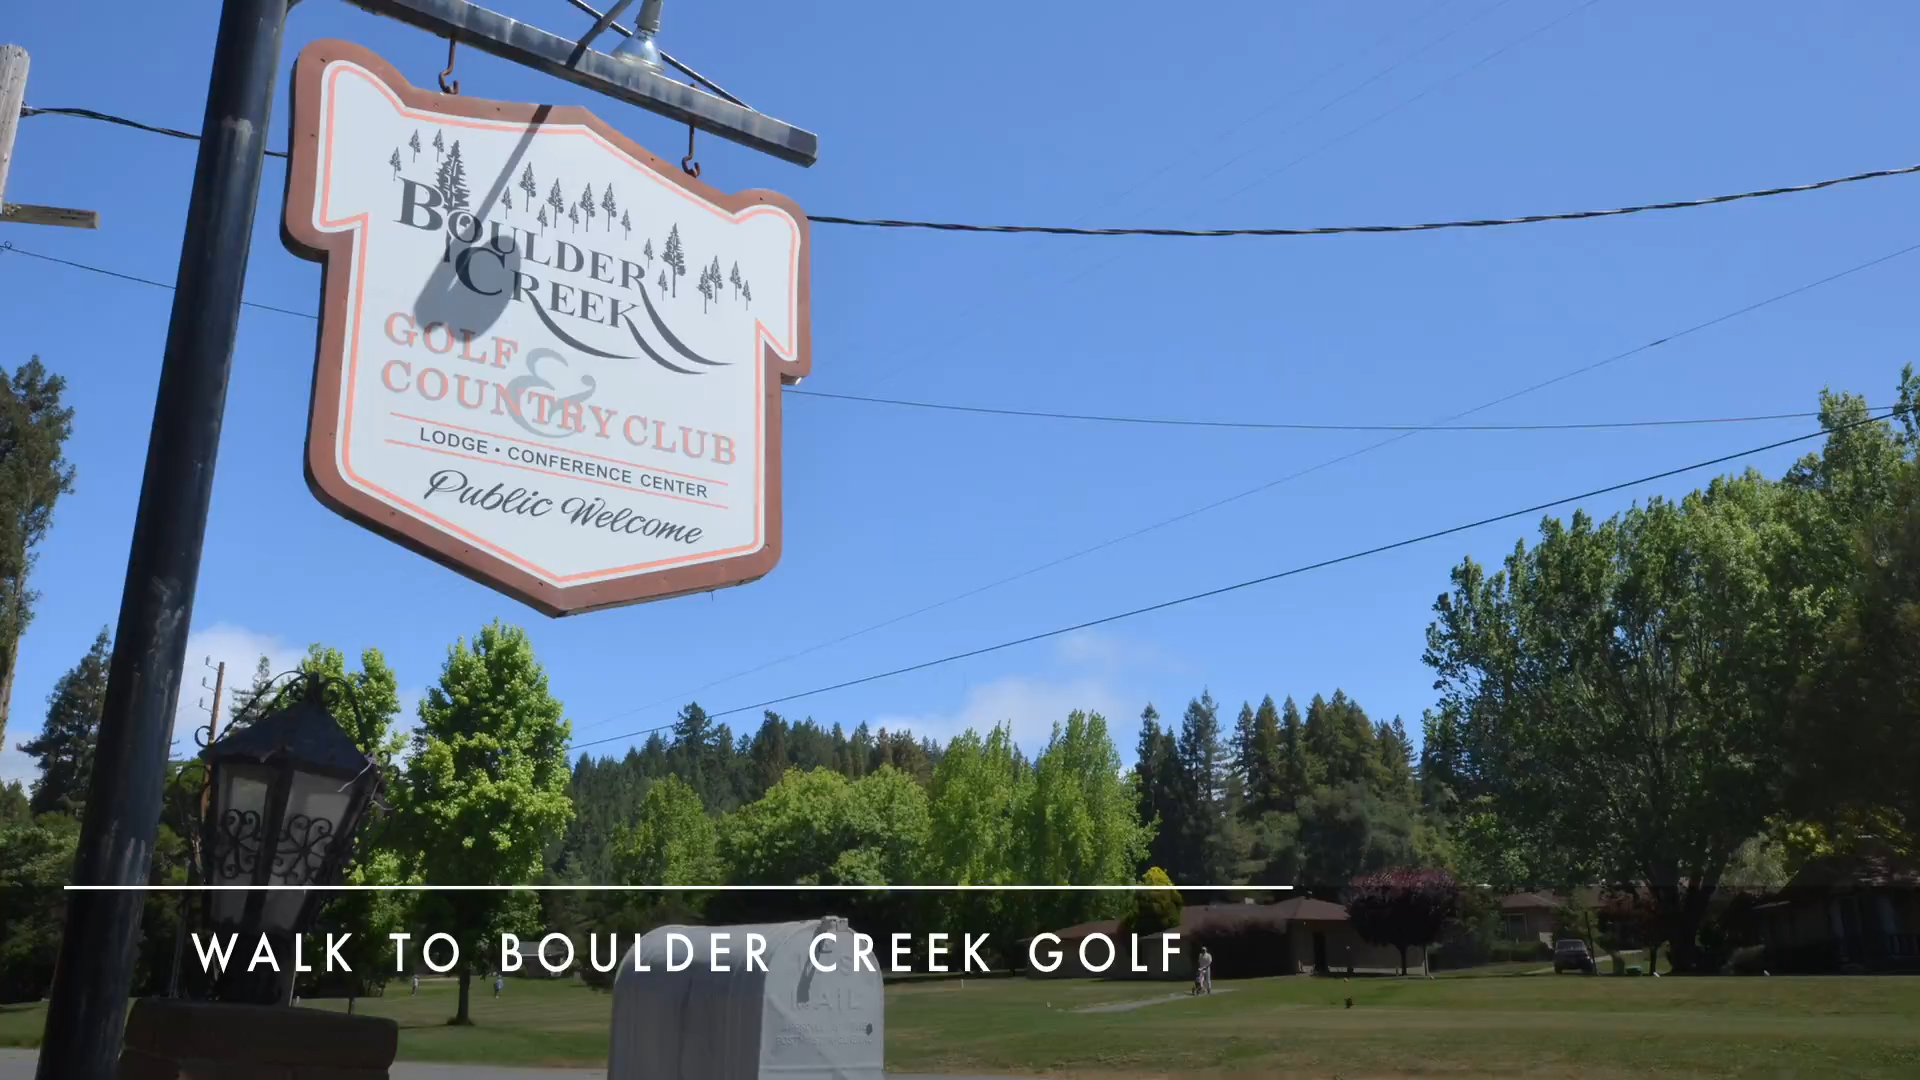 BOULDER
CREEK
GOLF &
COUNTRY CLUB
LODGE • CONFERENCE CENTER
Public Welcome
WALK TO BOULDER CREEK GOLF
U.S.
MAIL